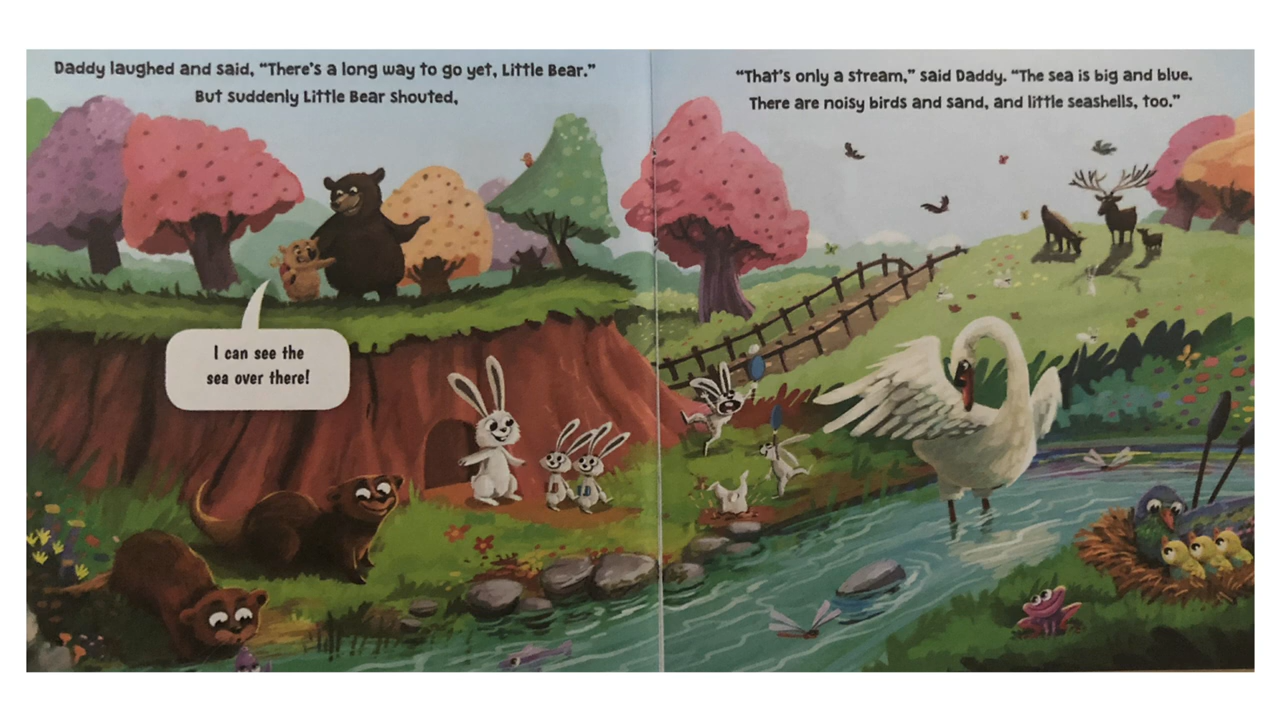 Daddy laughed and said, “There’s a long way to go yet, Little Bear.”
But suddenly Little Bear shouted,
I can see the
sea over there!
“That’s only a stream,” said Daddy. “The sea is big and blue.
There are noisy birds and sand, and little seashells, too.”